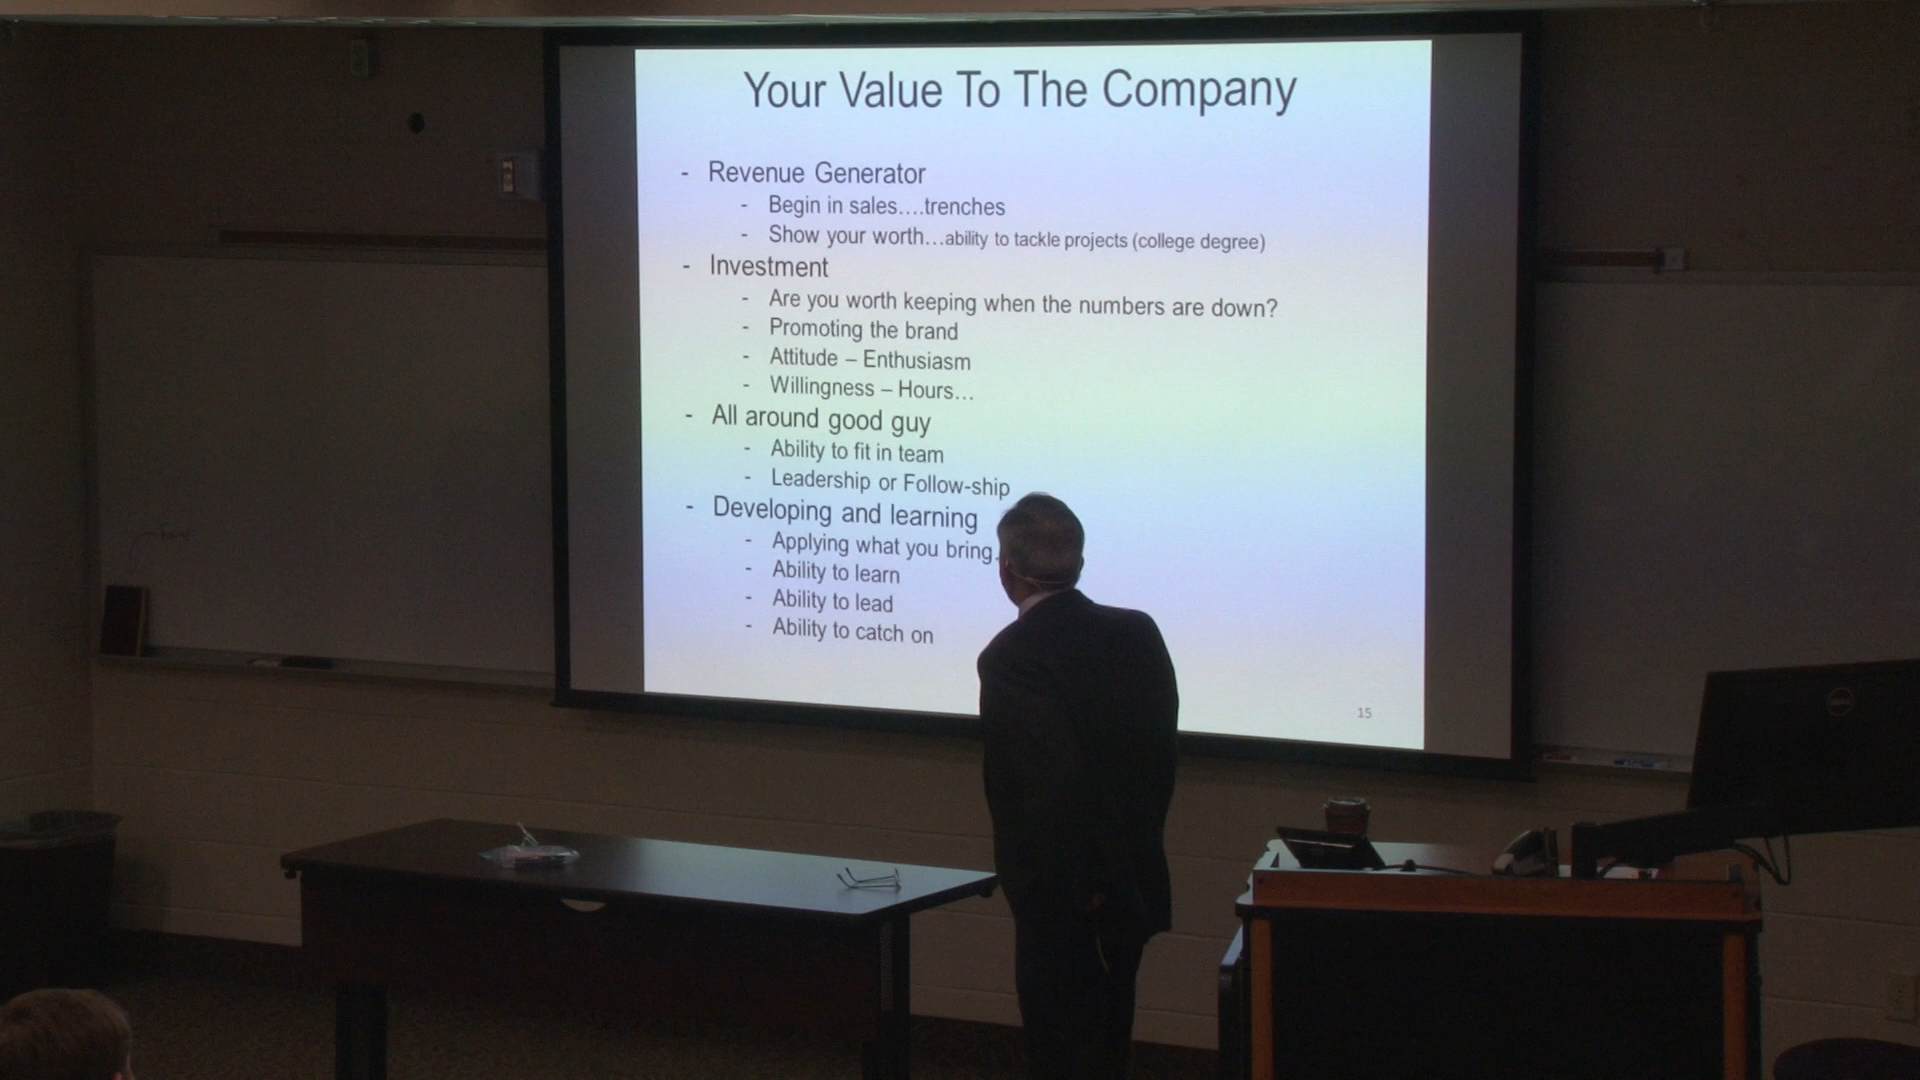 Your Value To The Company
- Revenue Generator
- Begin in sales....trenches
- Show your worth...ability to tackle projects (college degree)
- Investment
- Are you worth keeping when the numbers are down?
- Promoting the brand
- Attitude – Enthusiasm
- Willingness – Hours...
- All around good guy
- Ability to fit in team
- Leadership or Follow-ship
- Developing and learning
- Applying what you bring
- Ability to learn
- Ability to lead
- Ability to catch on
15
DELL